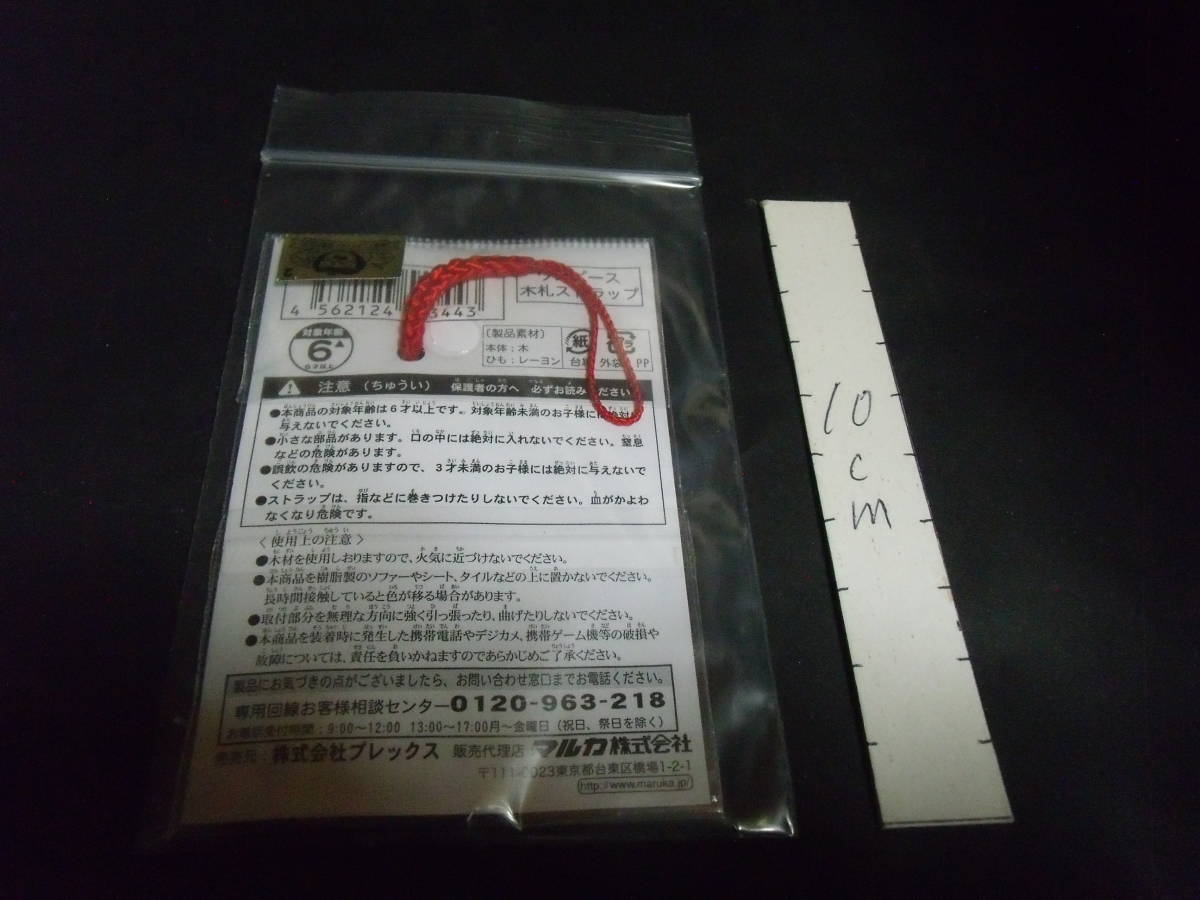 4 562124 3443
木札ストラップ
対象年齢
6
6才以上
〔製品素材〕
本体：木
ひも：レーヨン
紙
台紙
外袋
PP
注意（ちゅうい） 保護者の方へ 必ずお読みください
●本商品の対象年齢は6才以上です。対象年齢未満のお子様には絶対に
与えないでください。
●小さな部品があります。口の中には絶対に入れないでください。窒息
などの危険があります。
●誤飲の危険がありますので、3才未満のお子様には絶対に与えないで
ください。
●ストラップは、指などに巻きつけたりしないでください。血がかよわ
なくなり危険です。
〈使用上の注意〉
●木材を使用しおりますので、火気に近づけないでください。
●本商品を樹脂製のソファーやシート、タイルなどの上に置かないでください。
長時間接触していると色が移る場合があります。
●取付部分を無理な方向に強く引っ張ったり、曲げたりしないでください。
●本商品を装着時に発生した携帯電話やデジカメ、携帯ゲーム機等の破損や
故障については、責任を負いかねますのであらかじめご了承ください。
製品にお気づきの点がございましたら、お問い合わせ窓口までお電話ください。
専用回線お客様相談センター0120-963-218
お電話受付時間：9:00〜12:00 13:00〜17:00月〜金曜日（祝日、祭日を除く）
発売元：株式会社プレックス 販売代理店 マルカ株式会社
〒111-0023東京都台東区橋場1-2-1
http://www.maruka.jp/
10
c
m